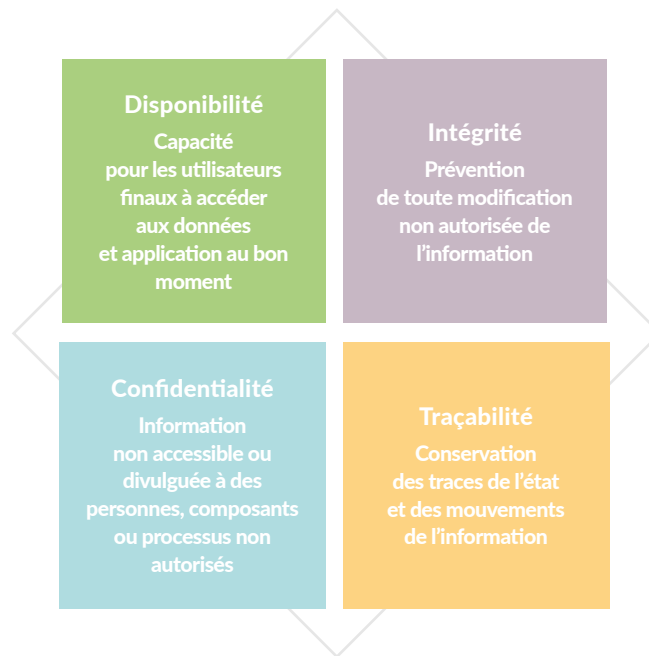 Disponibilité
Capacité
pour les utilisateurs
finaux à accéder
aux données
et application au bon
moment
Intégrité
Prévention
de toute modification
non autorisée de
l’information
Confidentialité
Information
non accessible ou
divulguée à des
personnes, composants
ou processus non
autorisés
Traçabilité
Conservation
des traces de l’état
et des mouvements
de l’information